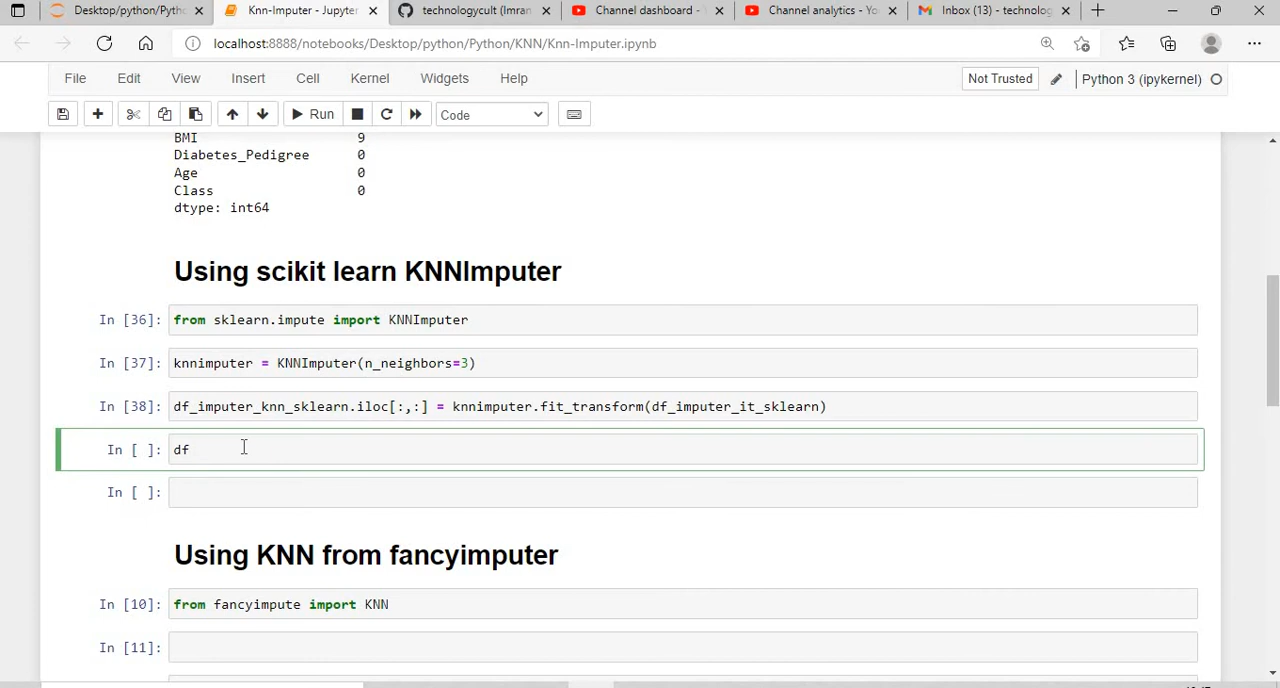 Desktop/python/Pytho
Knn-Imputer - Jupyter
technologycult (Imran
Channel dashboard - Y
Channel analytics - Yo
Inbox (13) - technolog
localhost:8888/notebooks/Desktop/python/Python/KNN/Knn-Imputer.ipynb
File Edit View Insert Cell Kernel Widgets Help
Not Trusted
Python 3 (ipykernel)
Run
Code
BMI 9
Diabetes_Pedigree 0
Age 0
Class 0
dtype: int64
Using scikit learn KNNImputer
In [36]: from sklearn.impute import KNNImputer
In [37]: knnimputer = KNNImputer(n_neighbors=3)
In [38]: df_imputer_knn_sklearn.iloc[:,:] = knnimputer.fit_transform(df_imputer_it_sklearn)
In [ ]: df
In [ ]:
Using KNN from fancyimputer
In [10]: from fancyimpute import KNN
In [11]: